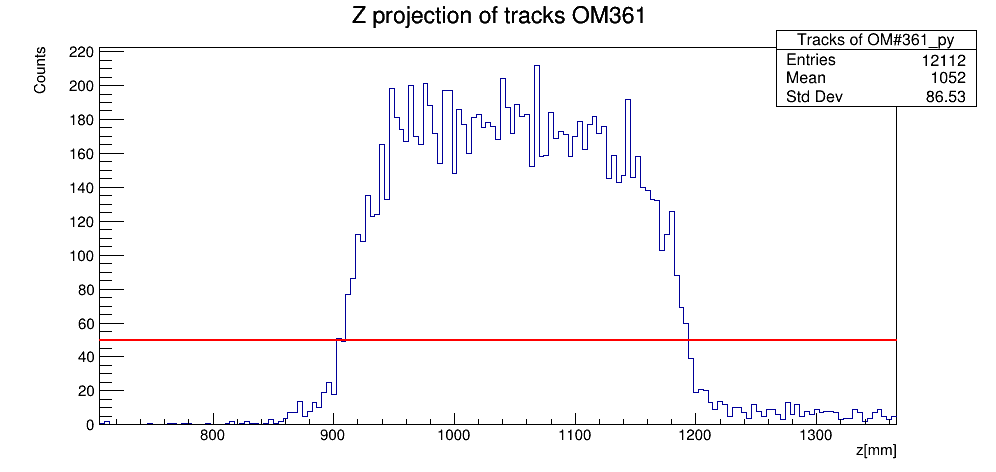 Z projection of tracks OM361
Tracks of OM#361_py
Entries 12112
Mean 1052
Std Dev 86.53
Counts
220
200
180
160
140
120
100
80
60
40
20
0
800 900 1000 1100 1200 1300
z[mm]